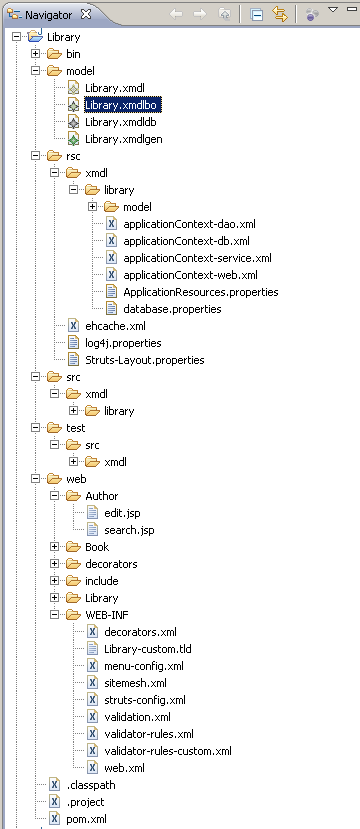 Navigator
Library
bin
model
Library.xmdl
Library.xmdlbo
Library.xmdldb
Library.xmdlgen
rsc
xmdl
library
model
applicationContext-dao.xml
applicationContext-db.xml
applicationContext-service.xml
applicationContext-web.xml
ApplicationResources.properties
database.properties
ehcache.xml
log4j.properties
Struts-Layout.properties
src
xmdl
library
test
src
xmdl
web
Author
edit.jsp
search.jsp
Book
decorators
include
Library
WEB-INF
decorators.xml
Library-custom.tld
menu-config.xml
sitemesh.xml
struts-config.xml
validation.xml
validator-rules.xml
validator-rules-custom.xml
web.xml
.classpath
.project
pom.xml